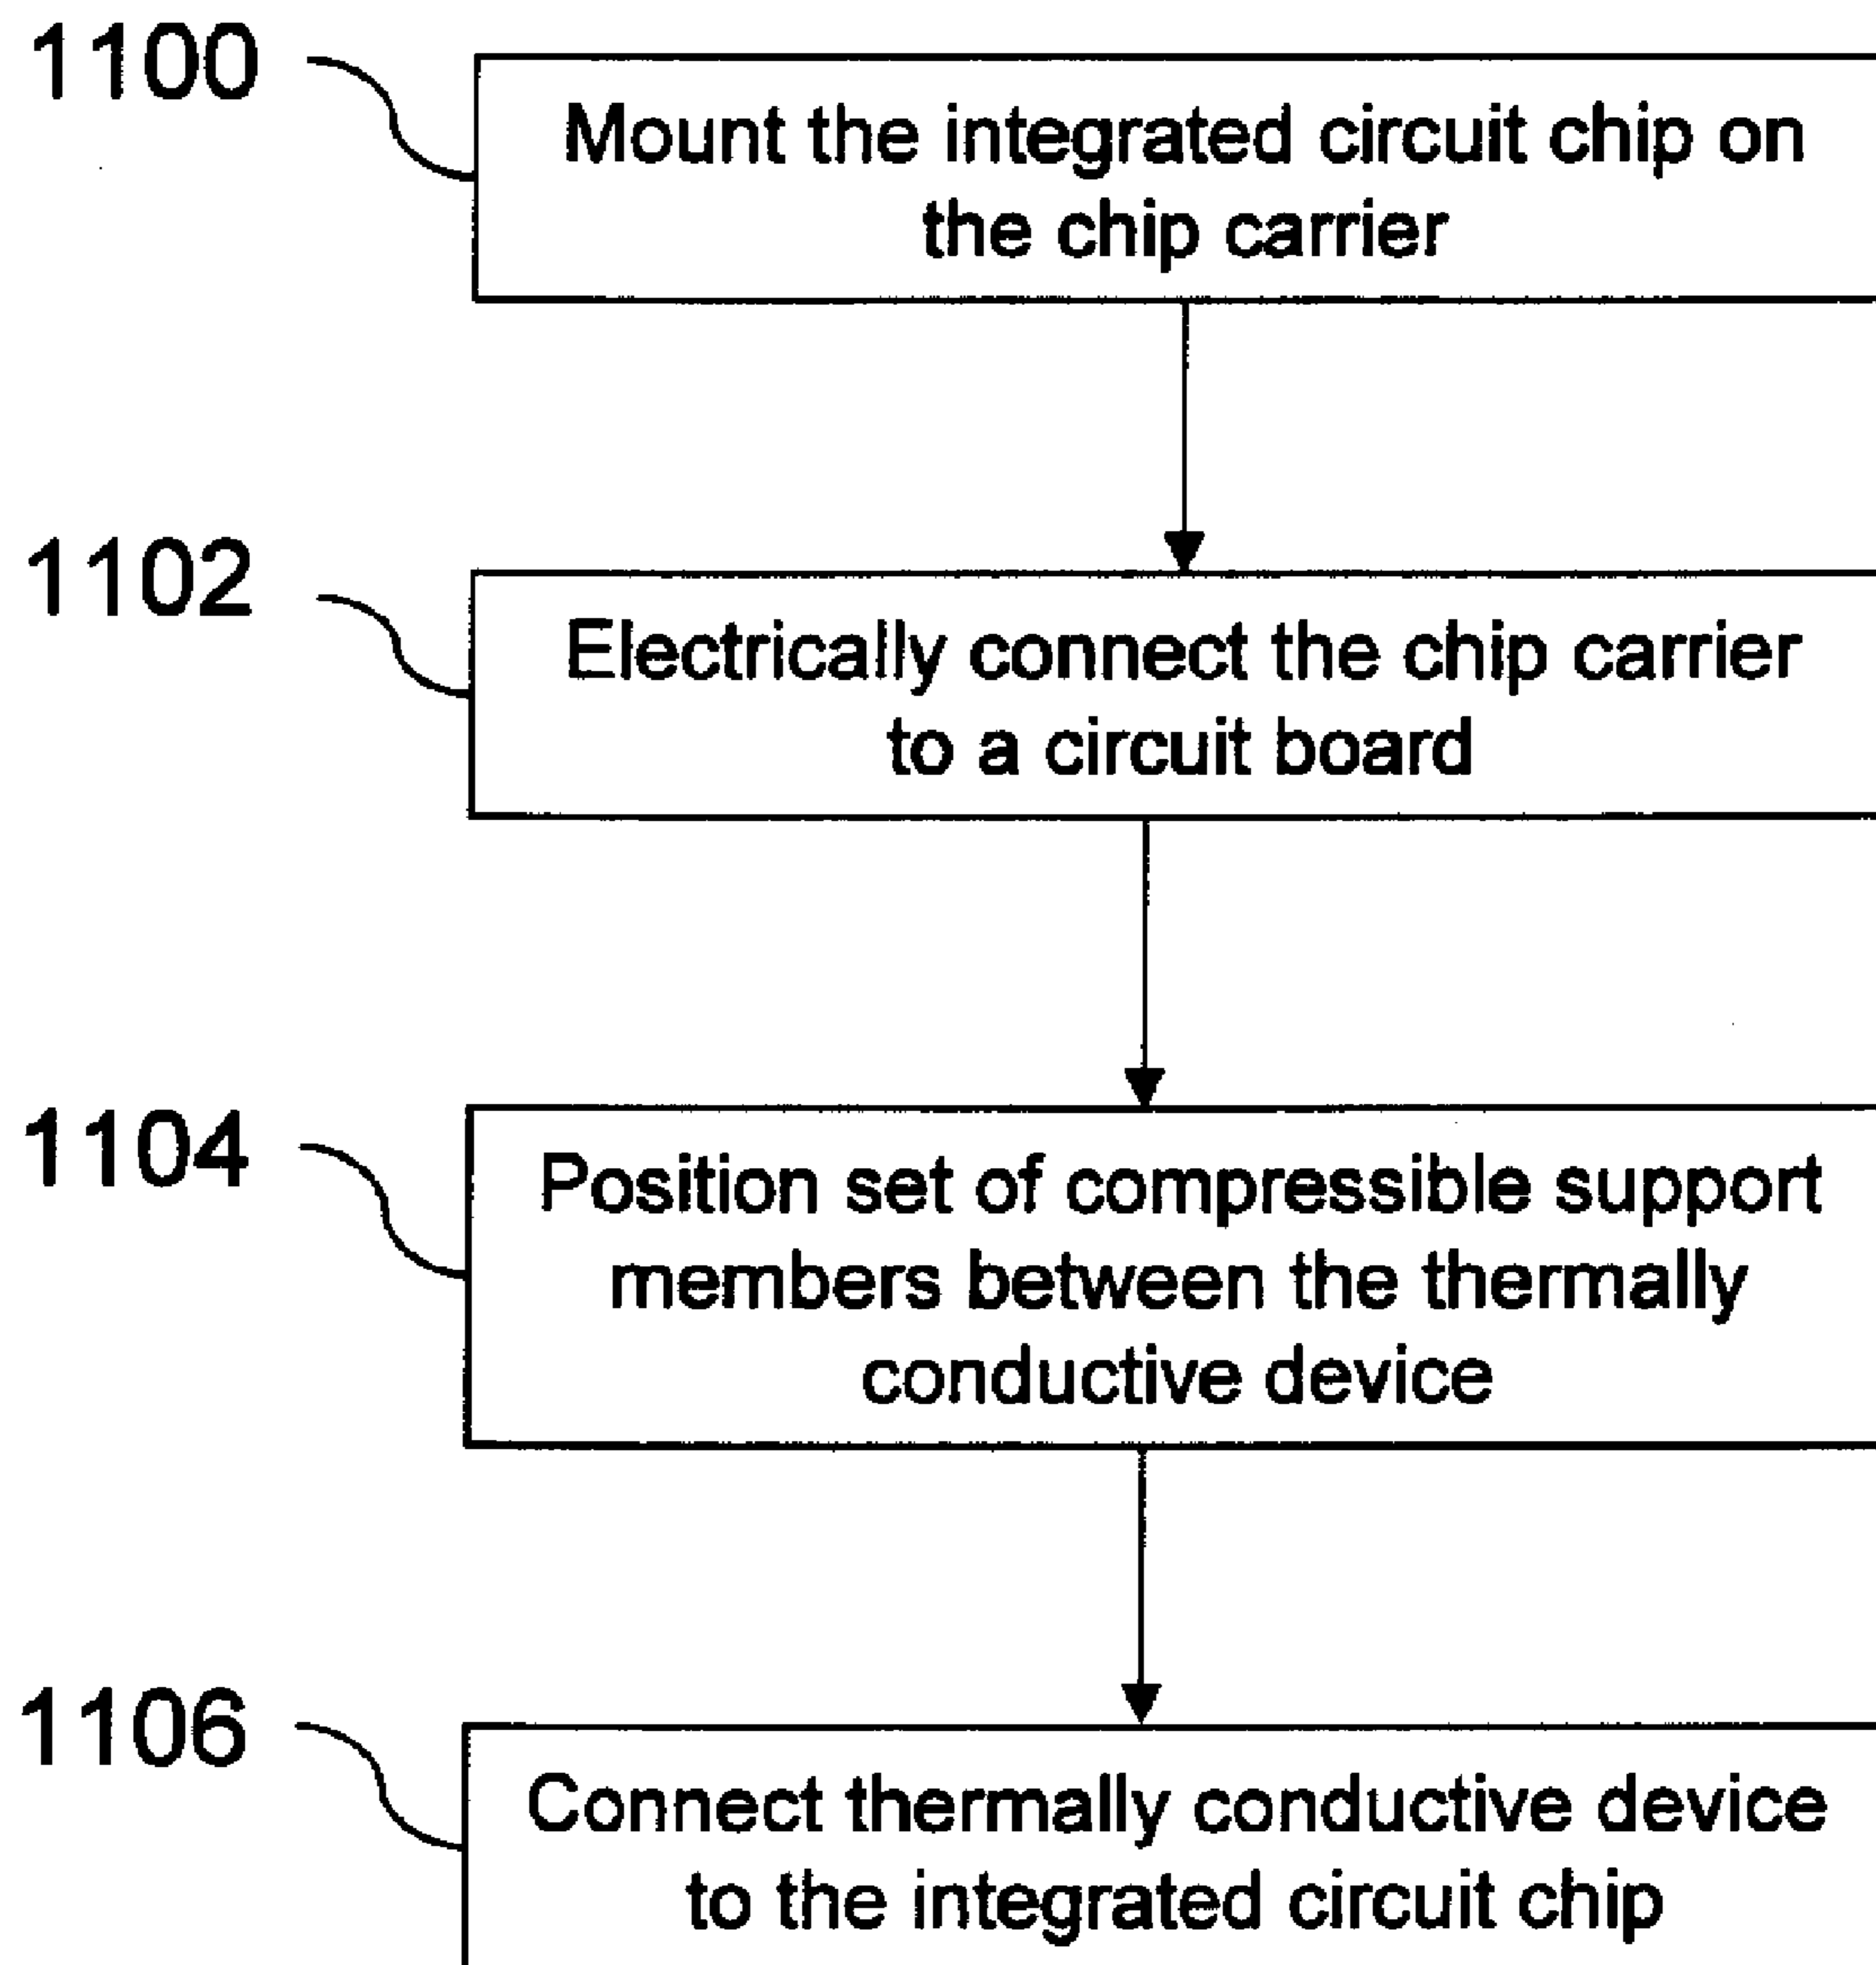 1100
Mount the integrated circuit chip on
the chip carrier
1102
Electrically connect the chip carrier
to a circuit board
1104
Position set of compressible support
members between the thermally
conductive device
1106
Connect thermally conductive device
to the integrated circuit chip